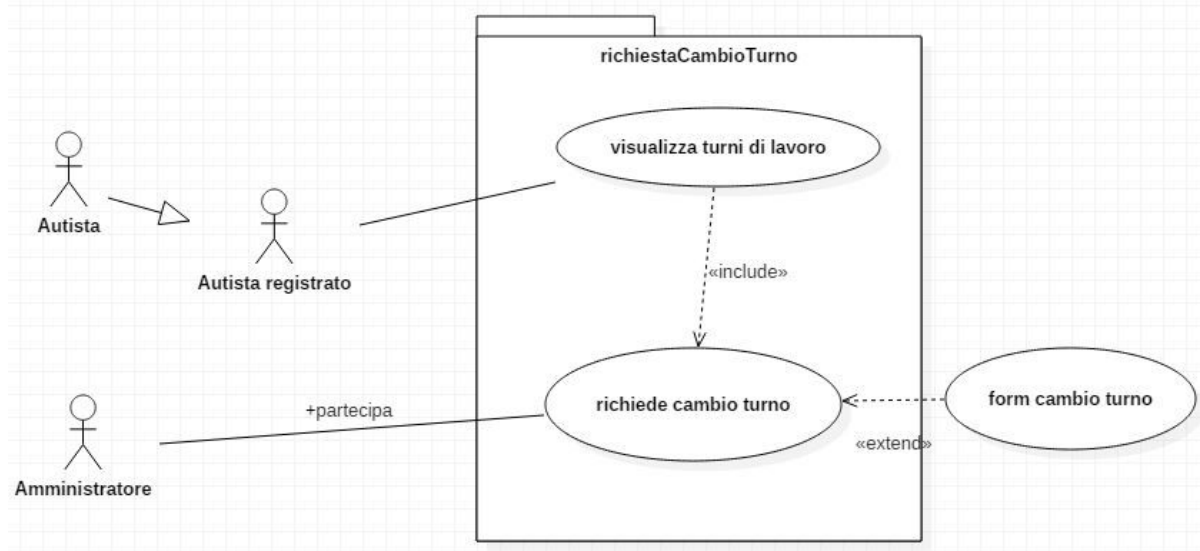 richiestaCambioTurno
visualizza turni di lavoro
Autista
Autista registrato
«include»
richiede cambio turno
form cambio turno
+partecipa
«extend»
Amministratore